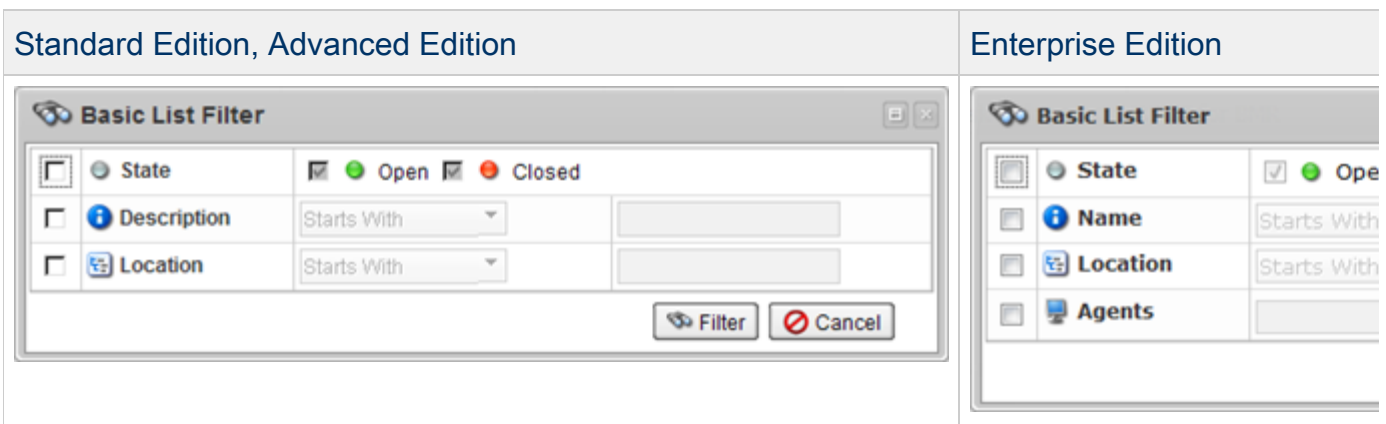 Standard Edition, Advanced Edition
Basic List Filter
State Open Closed
Description Starts With
Location Starts With
Filter Cancel
Enterprise Edition
Basic List Filter
State Ope
Name Starts With
Location Starts With
Agents